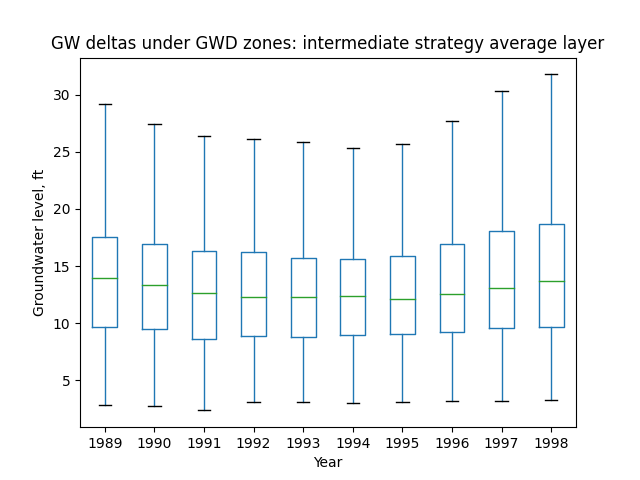 GW deltas under GWD zones: intermediate strategy average layer
30
25
20
15
10
5
Groundwater level, ft
1989 1990 1991 1992 1993 1994 1995 1996 1997 1998
Year